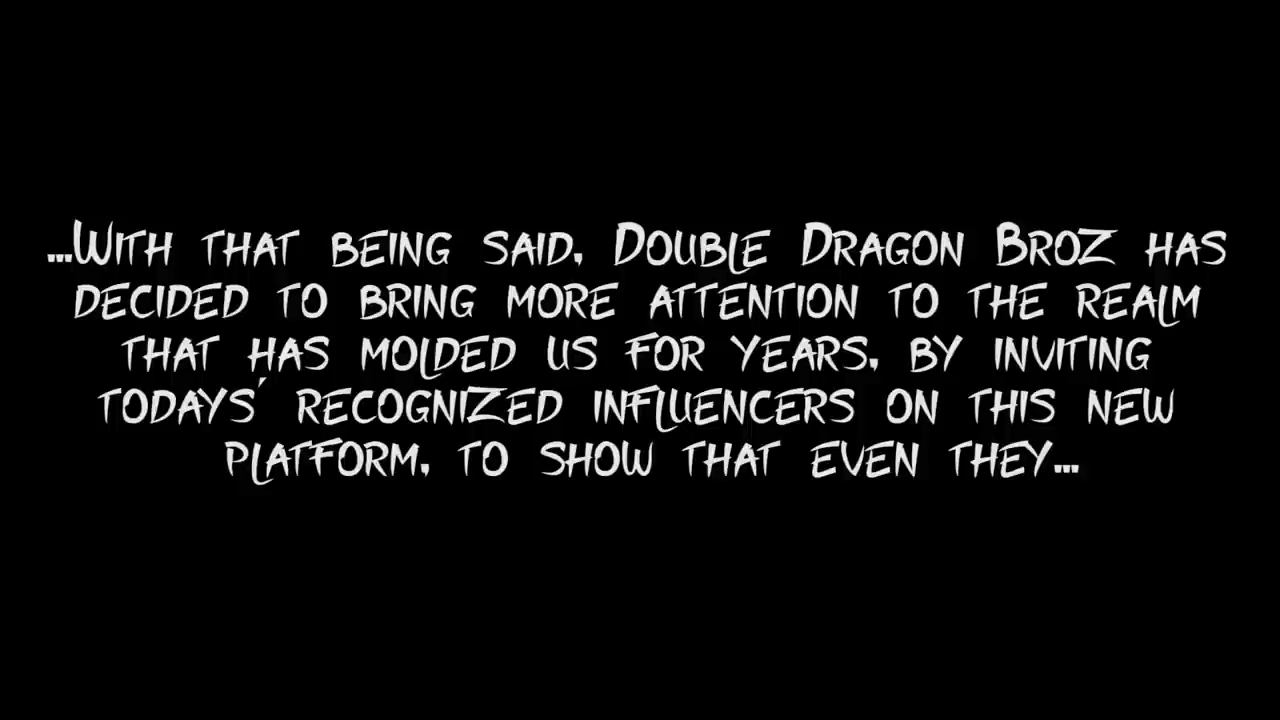 ...With that being said, Double Dragon Broz has
decided to bring more attention to the realm
that has molded us for years, by inviting
todays' recognized influencers on this new
platform, to show that even they...